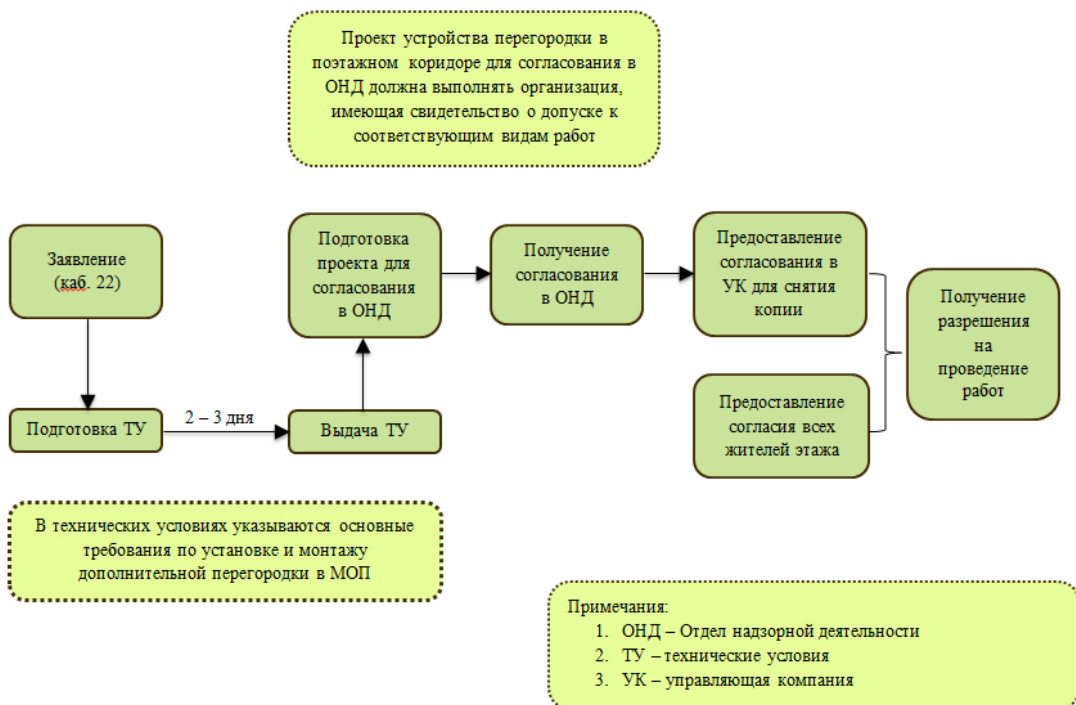 Проект устройства перегородки в
поэтажном коридоре для согласования в
ОНД должна выполнять организация,
имеющая свидетельство о допуске к
соответствующим видам работ
Заявление
(каб. 22)
Подготовка
проекта для
согласования
в ОНД
Получение
согласования
в ОНД
Предоставление
согласования в
УК для снятия
копии
Получение
разрешения
на
проведение
работ
Подготовка ТУ
2 – 3 дня
Выдача ТУ
Предоставление
согласия всех
жителей этажа
В технических условиях указываются основные
требования по установке и монтажу
дополнительной перегородки в МОП
Примечания:
1. ОНД – Отдел надзорной деятельности
2. ТУ – технические условия
3. УК – управляющая компания